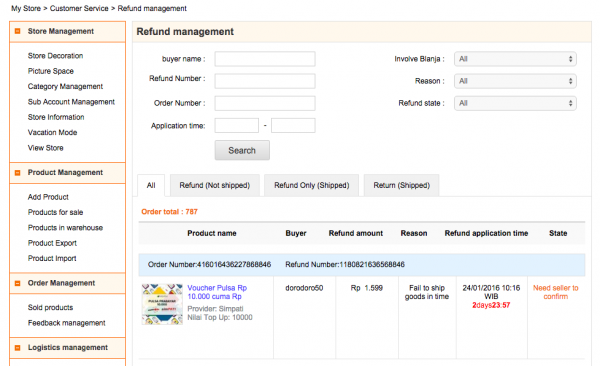 My Store > Customer Service > Refund management
Store Management
Store Decoration
Picture Space
Category Management
Sub Account Management
Store Information
Vacation Mode
View Store
Product Management
Add Product
Products for sale
Products in warehouse
Product Export
Product Import
Order Management
Sold products
Feedback management
Logistics management
Refund management
buyer name :
Involve Blanja : All
Refund Number :
Reason : All
Order Number :
Refund state : All
Application time: -
Search
All Refund (Not shipped) Refund Only (Shipped) Return (Shipped)
Order total : 787
Product name Buyer Refund amount Reason Refund application time State
Order Number:416016436227868846 Refund Number:1180821636568846
Voucher Pulsa Rp
10.000 cuma Rp
Provider: Simpati
Nilai Top Up: 10000
dorodoro50
Rp 1.599
Fail to ship
goods in time
24/01/2016 10:16
WIB
2days23:57
Need seller to
confirm